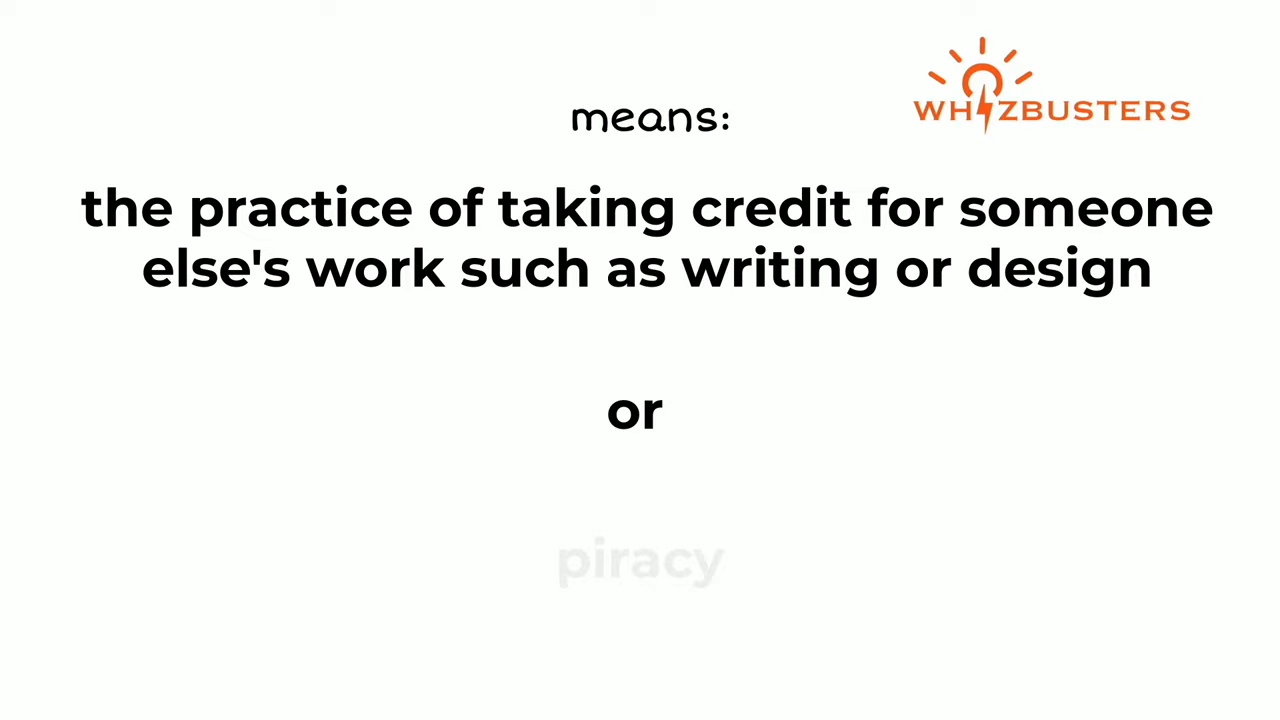 means:
WHIZBUSTERS
the practice of taking credit for someone
else's work such as writing or design
or
piracy